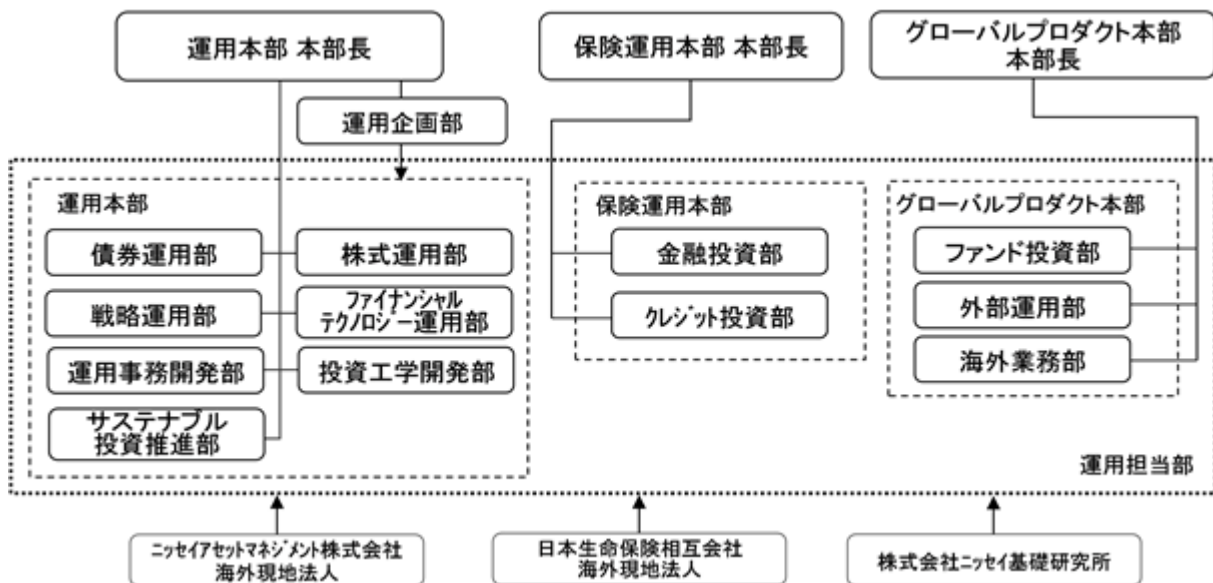 運用本部 本部長
保険運用本部 本部長
グローバルプロダクト本部
本部長
運用企画部
運用本部
債券運用部
株式運用部
戦略運用部
ファイナンシャル
テクノロジー運用部
運用事務開発部
投資工学開発部
サステナブル
投資推進部
保険運用本部
金融投資部
クレジット投資部
グローバルプロダクト本部
ファンド投資部
外部運用部
海外業務部
運用担当部
ニッセイアセットマネジメント株式会社
海外現地法人
日本生命保険相互会社
海外現地法人
株式会社ニッセイ基礎研究所